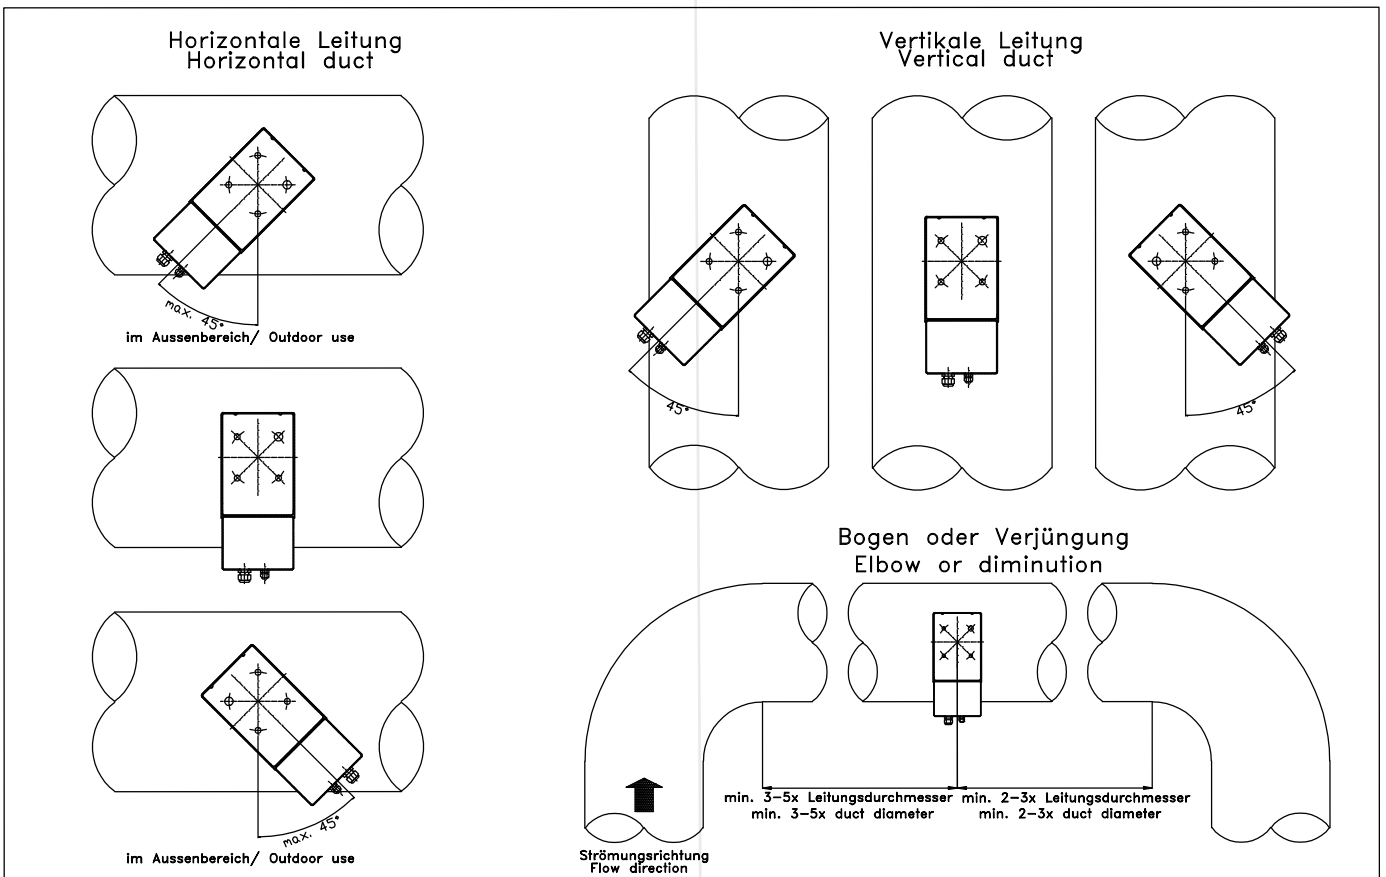 Horizontale Leitung
Horizontal duct
max. 45°
im Aussenbereich/ Outdoor use
max. 45°
im Aussenbereich/ Outdoor use
Vertikale Leitung
Vertical duct
45°
45°
Bogen oder Verjüngung
Elbow or diminution
min. 3-5x Leitungsdurchmesser
min. 3-5x duct diameter
min. 2-3x Leitungsdurchmesser
min. 2-3x duct diameter
Strömungsrichtung
Flow direction